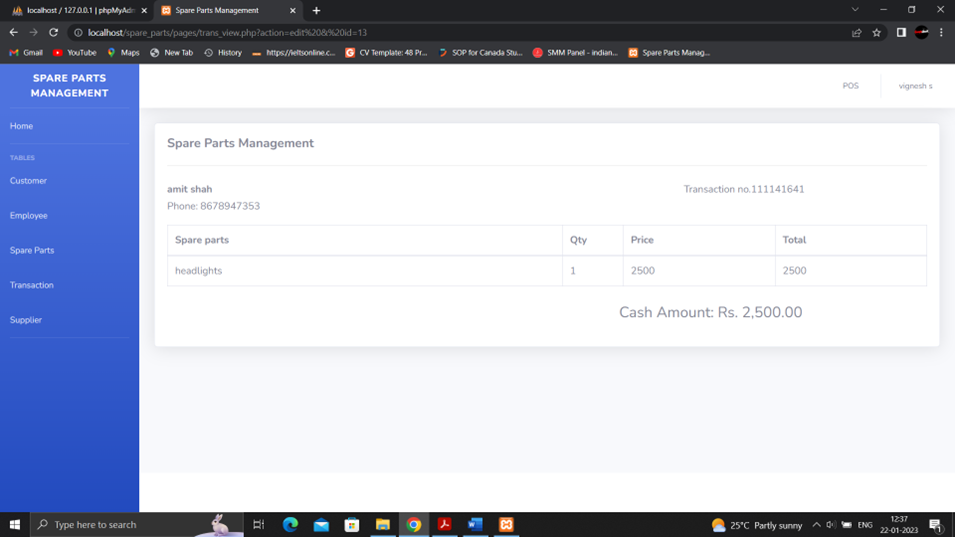 localhost / 127.0.0.1 | phpMyAdm
Spare Parts Management
localhost/spare_parts/pages/trans_view.php?action=edit%20&%20id=13
Gmail YouTube Maps New Tab History https://ieltsonline.c... CV Template: 48 Pr... SOP for Canada Stu... SMM Panel - indian... Spare Parts Manag...
SPARE PARTS
MANAGEMENT
POS
vignesh s
Home
TABLES
Customer
Employee
Spare Parts
Transaction
Supplier
Spare Parts Management
amit shah
Transaction no.111141641
Phone: 8678947353
Spare parts Qty Price Total
headlights 1 2500 2500
Cash Amount: Rs. 2,500.00
Type here to search
25°C Partly sunny
ENG
12:37
22-01-2023
1